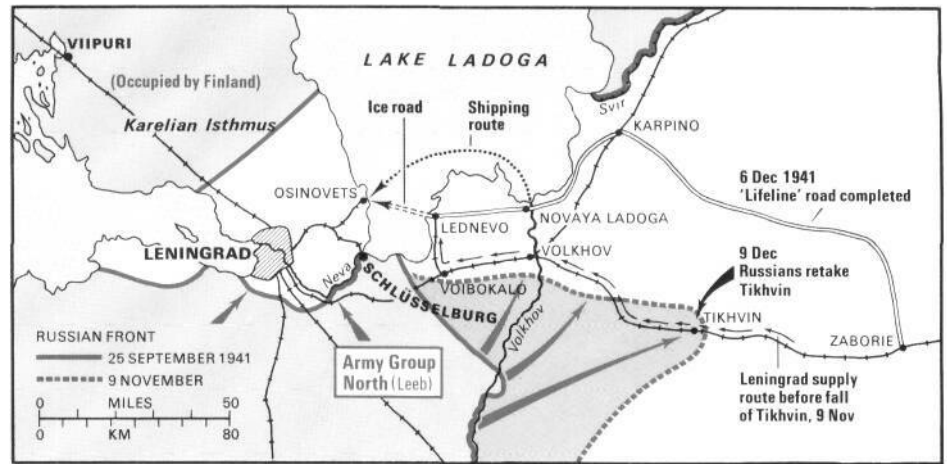 VIIPURI
(Occupied by Finland)
Karelian Isthmus
LAKE LADOGA
Ice road
Shipping
route
Svir
KARPINO
6 Dec 1941
'Lifeline' road completed
OSINOVETS
LEDNEVO
NOVAYA LADOGA
LENINGRAD
Neva
SCHLÜSSELBURG
VOLKHOV
VOIBOKALO
Volkhov
9 Dec
Russians retake
Tikhvin
TIKHVIN
ZABORIE
RUSSIAN FRONT
25 SEPTEMBER 1941
9 NOVEMBER
0 MILES 50
0 KM 80
Army Group
North (Leeb)
Leningrad supply
route before fall
of Tikhvin, 9 Nov